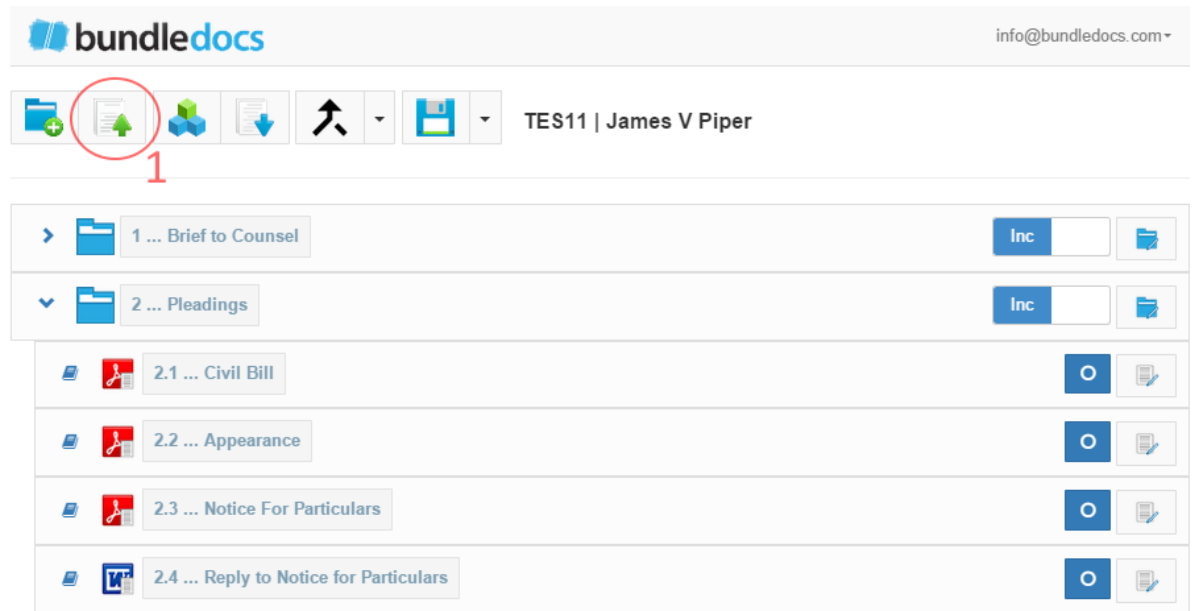 bundledocs
info@bundledocs.com
TES11 | James V Piper
1
1 ... Brief to Counsel
Inc
2 ... Pleadings
Inc
2.1 ... Civil Bill
O
2.2 ... Appearance
O
2.3 ... Notice For Particulars
O
2.4 ... Reply to Notice for Particulars
O